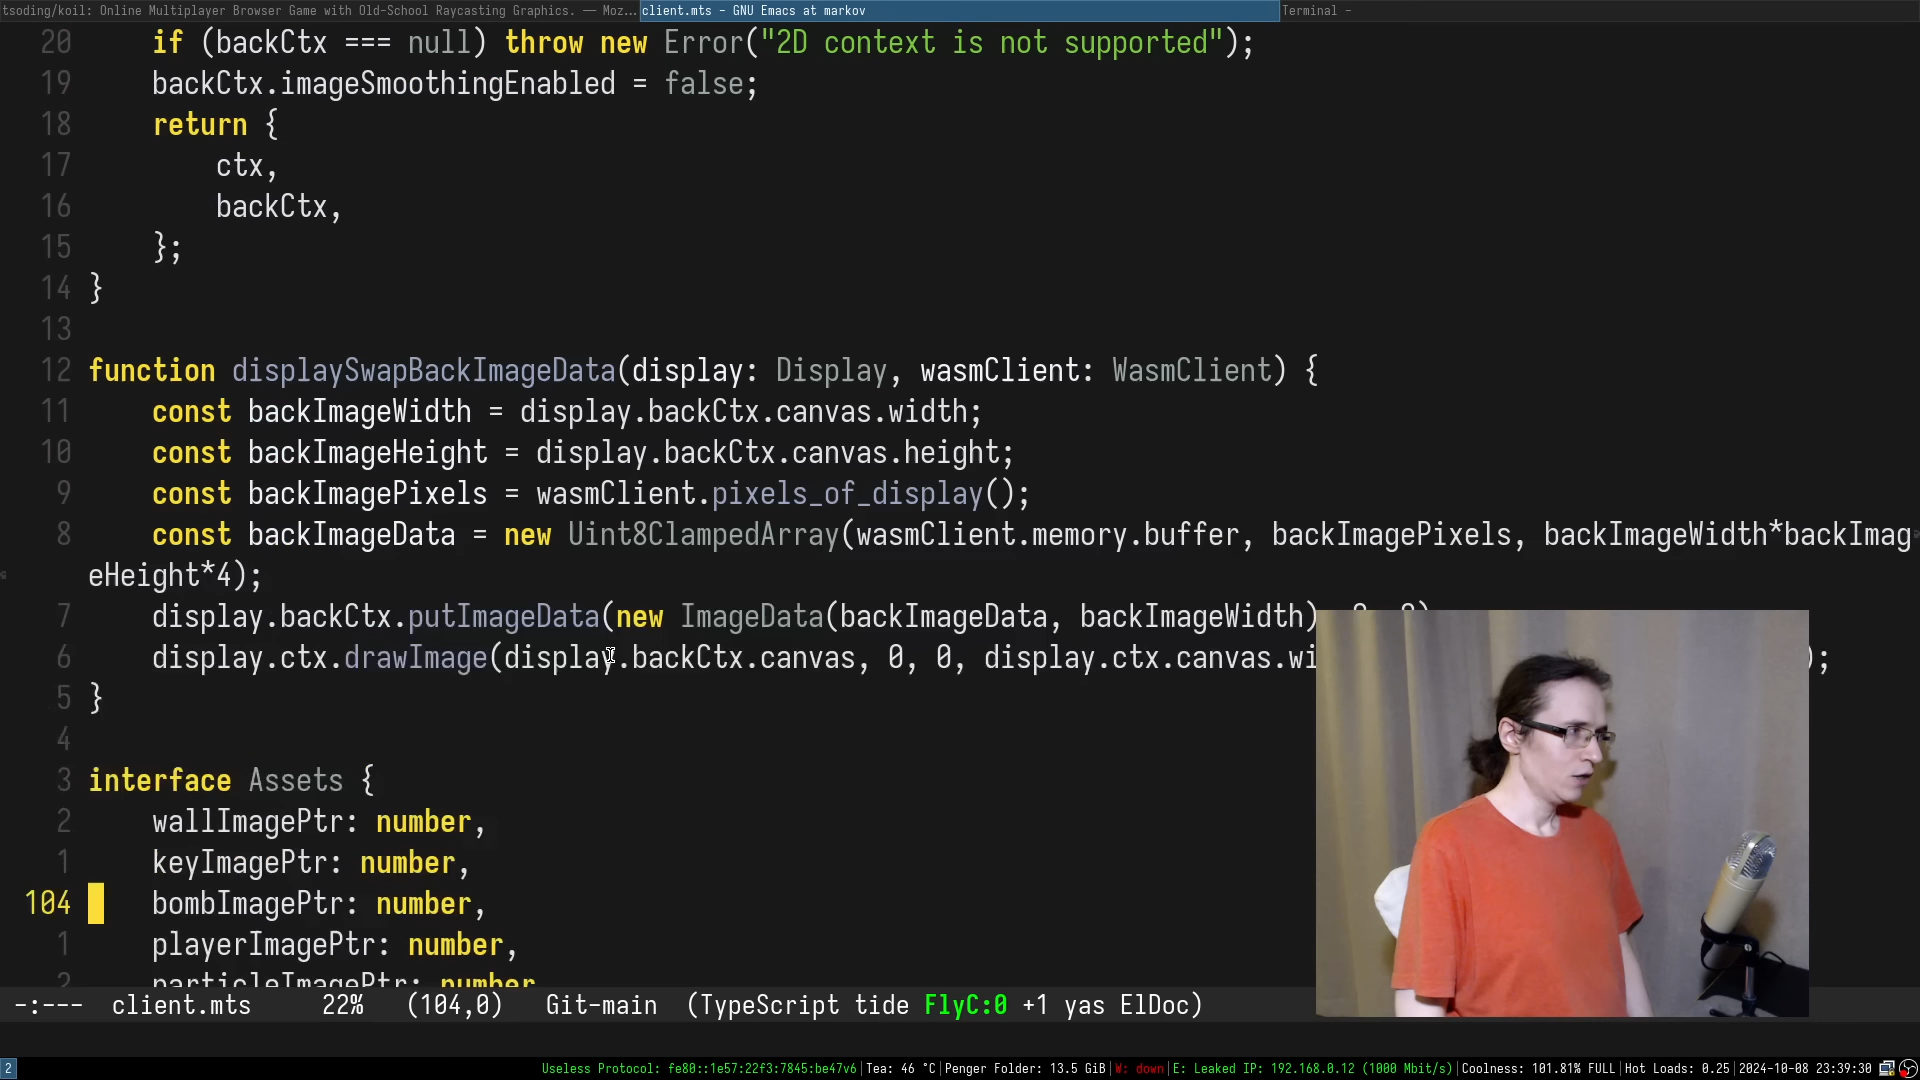 tsoding/koil: Online Multiplayer Browser Game with Old-School Raycasting Graphics. — Moz... client.mts - GNU Emacs at markov Terminal -
20 if (backCtx === null) throw new Error("2D context is not supported");
19 backCtx.imageSmoothingEnabled = false;
18 return {
17 ctx,
16 backCtx,
15 };
14 }
13
12 function displaySwapBackImageData(display: Display, wasmClient: WasmClient) {
11 const backImageWidth = display.backCtx.canvas.width;
10 const backImageHeight = display.backCtx.canvas.height;
9 const backImagePixels = wasmClient.pixels_of_display();
8 const backImageData = new Uint8ClampedArray(wasmClient.memory.buffer, backImagePixels, backImageWidth*backImag
eHeight*4);
7 display.backCtx.putImageData(new ImageData(backImageData, backImageWidth)
6 display.ctx.drawImage(display.backCtx.canvas, 0, 0, display.ctx.canvas.wi );
5 }
4
3 interface Assets {
2 wallImagePtr: number,
1 keyImagePtr: number,
104 bombImagePtr: number,
1 playerImagePtr: number,
2 particleImagePtr: number
-:--- client.mts 22% (104,0) Git-main (TypeScript tide FlyC:0 +1 yas ElDoc)
2 Useless Protocol: fe80::1e57:22f3:7845:be47v6|Tea: 46 °C|Penger Folder: 13.5 GiB|W: down|E: Leaked IP: 192.168.0.12 (1000 Mbit/s)|Coolness: 101.81% FULL|Hot Loads: 0.25|2024-10-08 23:39:30